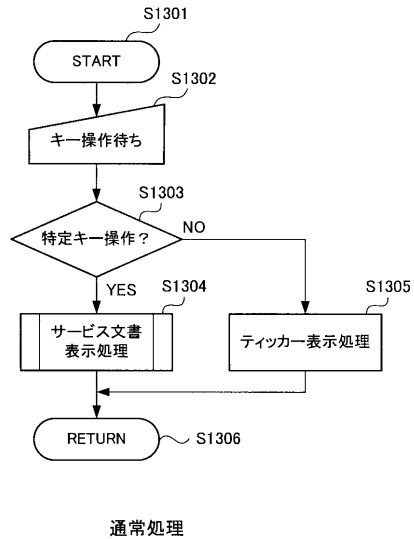 S1301
START
S1302
キー操作待ち
S1303
特定キー操作？
NO
YES
S1304
サービス文書
表示処理
S1305
ティッカー表示処理
RETURN
S1306
通常処理